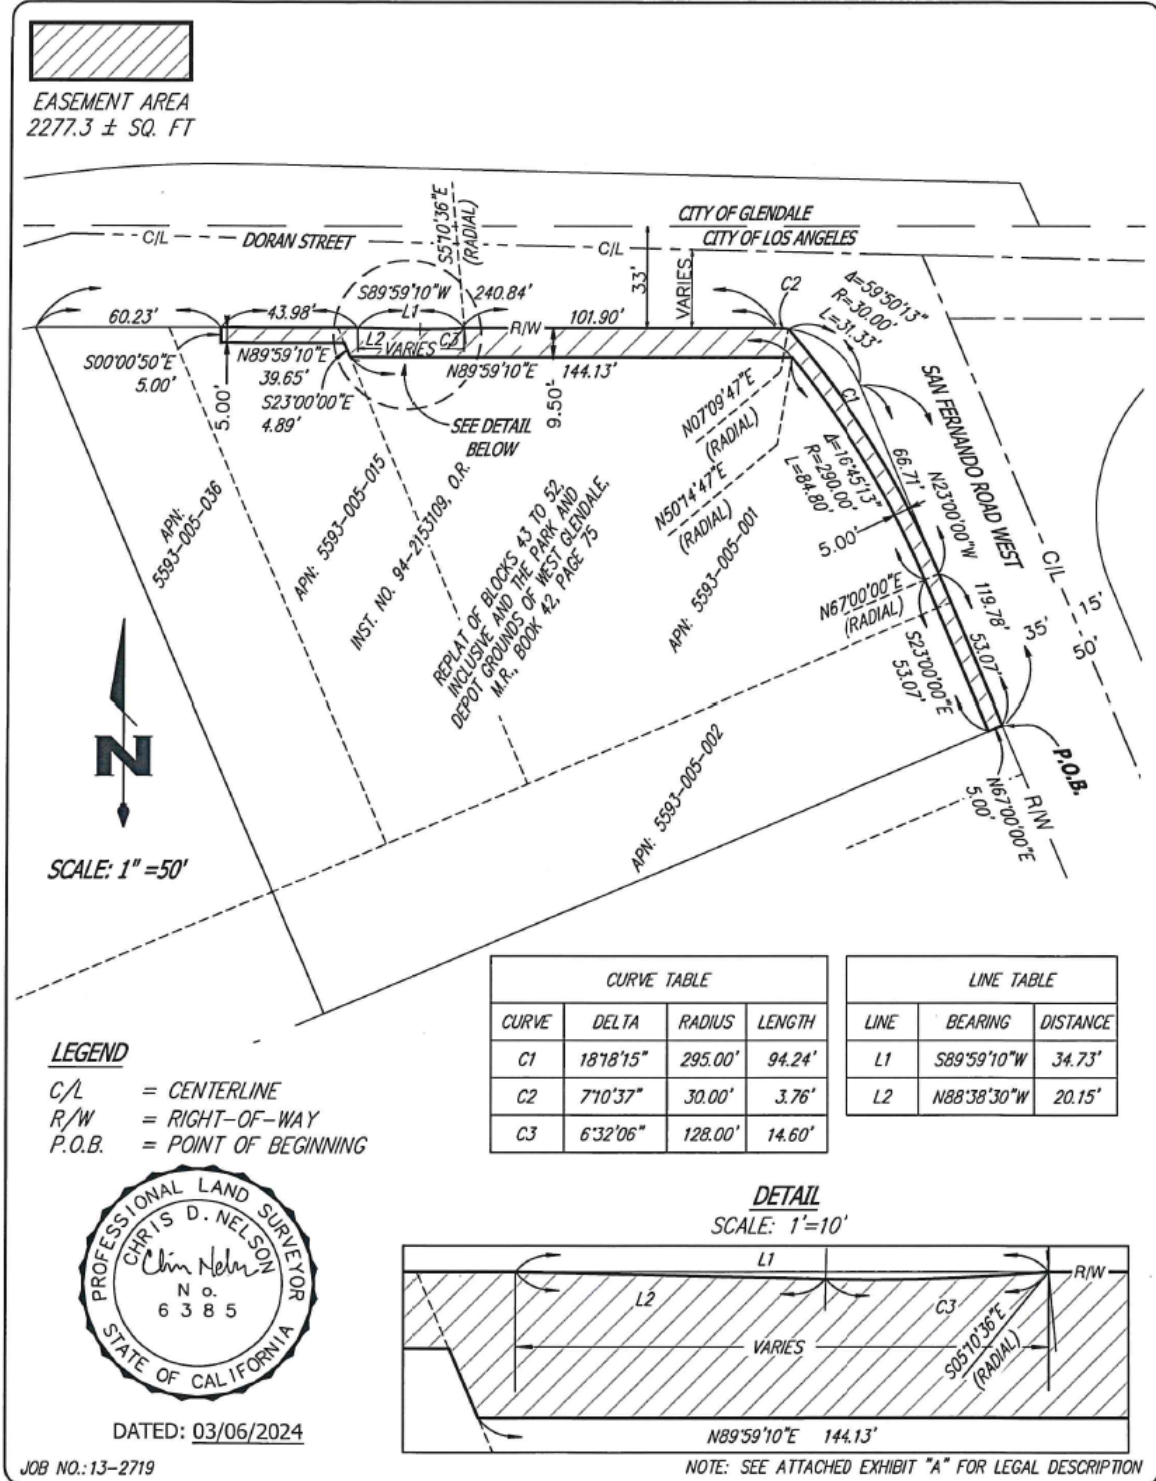 EASEMENT AREA
2277.3 ± SQ. FT
CITY OF GLENDALE
CITY OF LOS ANGELES
C/L
DORAN STREET
C/L
S5°10'36"E
(RADIAL)
33'
VARIES
C2
Δ=59°50'13"
R=30.00'
L=31.33'
S89°59'10"W
240.84'
60.23'
43.98'
L1
R/W
101.90'
L2
C3
VARIES
S00°00'50"E
5.00'
5.00'
N89°59'10"E
39.65'
S23°00'00"E
4.89'
N89°59'10"E
144.13'
9.50'
SEE DETAIL
BELOW
C1
SAN FERNANDO ROAD WEST
N07°09'47"E
(RADIAL)
N50°14'47"E
(RADIAL)
Δ=16°45'13"
R=290.00'
L=84.80'
66.71'
N23°00'00"W
5.00'
C/L
15'
35'
50'
N67°00'00"E
(RADIAL)
119.78'
53.07'
S23°00'00"E
53.07'
P.O.B.
N67°00'00"E
5.00'
R/W
APN:
5593-005-036
APN: 5593-005-015
INST. NO. 94-2153109, O.R.
REPLAT OF BLOCKS 43 TO 52,
INCLUSIVE AND THE PARK AND
DEPOT GROUNDS OF WEST GLENDALE,
M.R., BOOK 42, PAGE 75
APN: 5593-005-001
APN: 5593-005-002
N
SCALE: 1" =50'
CURVE TABLE
CURVE DELTA RADIUS LENGTH
C1 18°18'15" 295.00' 94.24'
C2 7°10'37" 30.00' 3.76'
C3 6°32'06" 128.00' 14.60'
LINE TABLE
LINE BEARING DISTANCE
L1 S89°59'10"W 34.73'
L2 N88°38'30"W 20.15'
LEGEND
C/L = CENTERLINE
R/W = RIGHT-OF-WAY
P.O.B. = POINT OF BEGINNING
PROFESSIONAL LAND SURVEYOR
CHRIS D. NELSON
No.
6385
STATE OF CALIFORNIA
DATED: 03/06/2024
DETAIL
SCALE: 1'=10'
L1
R/W
L2
C3
VARIES
S05°10'36"E
(RADIAL)
N89°59'10"E 144.13'
JOB NO.:13-2719
NOTE: SEE ATTACHED EXHIBIT "A" FOR LEGAL DESCRIPTION